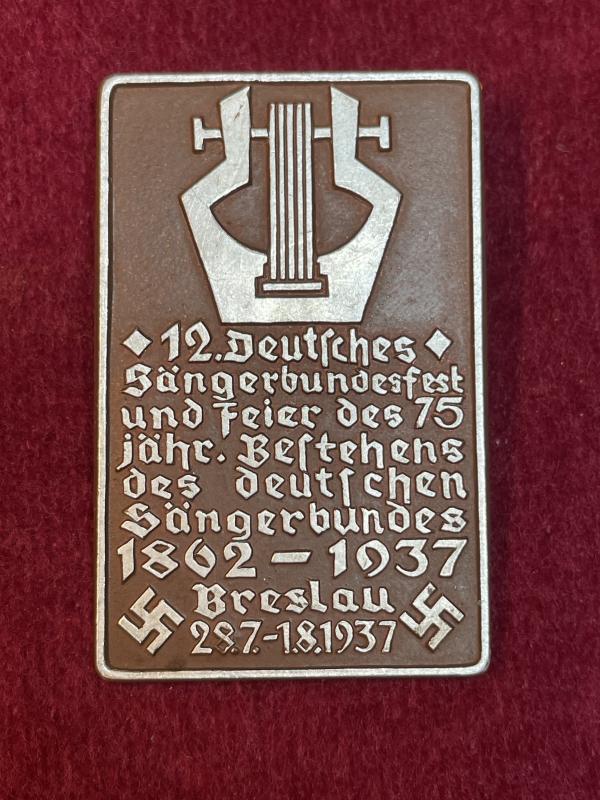 12. Deutſches
Sängerbundesfest
und Feier des 75
jähr. Beſtehens
des deutſchen
Sängerbundes
1862 - 1937
Breslau
28.7.-1.8.1937